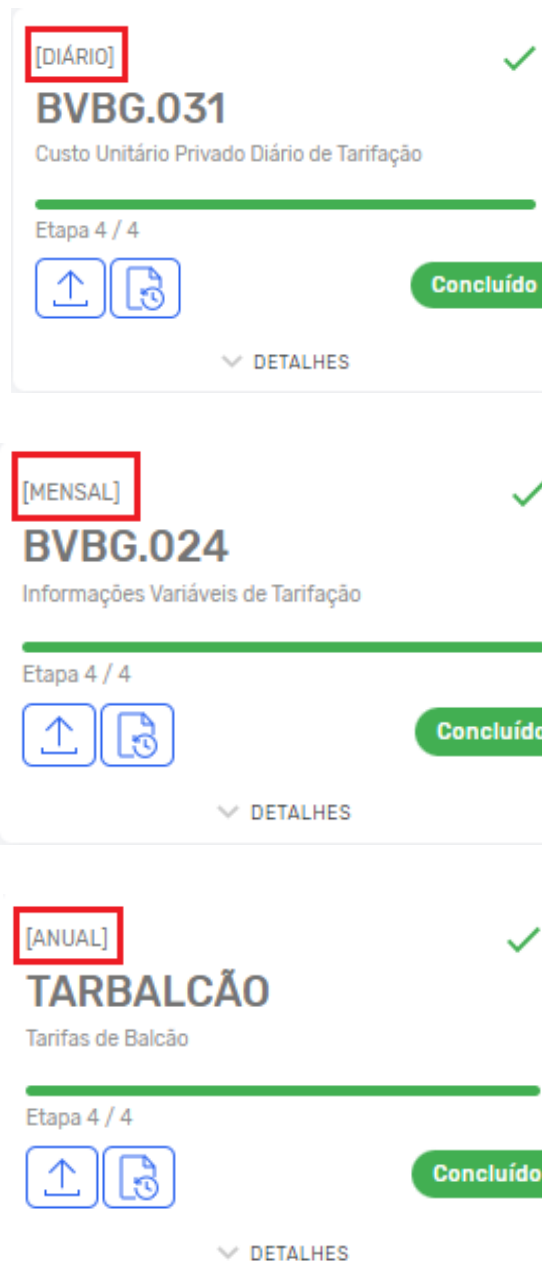 [DIÁRIO]
BVBG.031
Custo Unitário Privado Diário de Tarifação
Etapa 4 / 4
Concluído
DETALHES
[MENSAL]
BVBG.024
Informações Variáveis de Tarifação
Etapa 4 / 4
Concluído
DETALHES
[ANUAL]
TARBALCÃO
Tarifas de Balcão
Etapa 4 / 4
Concluído
DETALHES